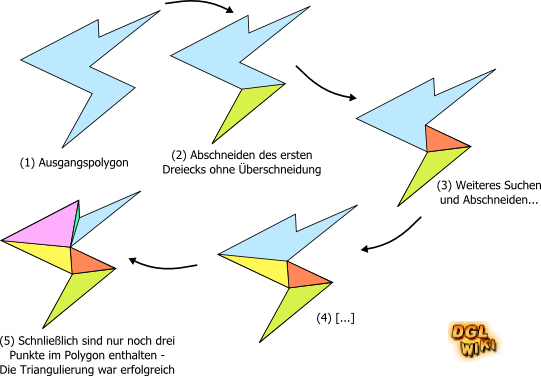 (1) Ausgangspolygon
(2) Abschneiden des ersten
Dreiecks ohne Überschneidung
(3) Weiteres Suchen
und Abschneiden...
(4) [...]
(5) Schnließlich sind nur noch drei
Punkte im Polygon enthalten -
Die Triangulierung war erfolgreich
DGL
WIKI